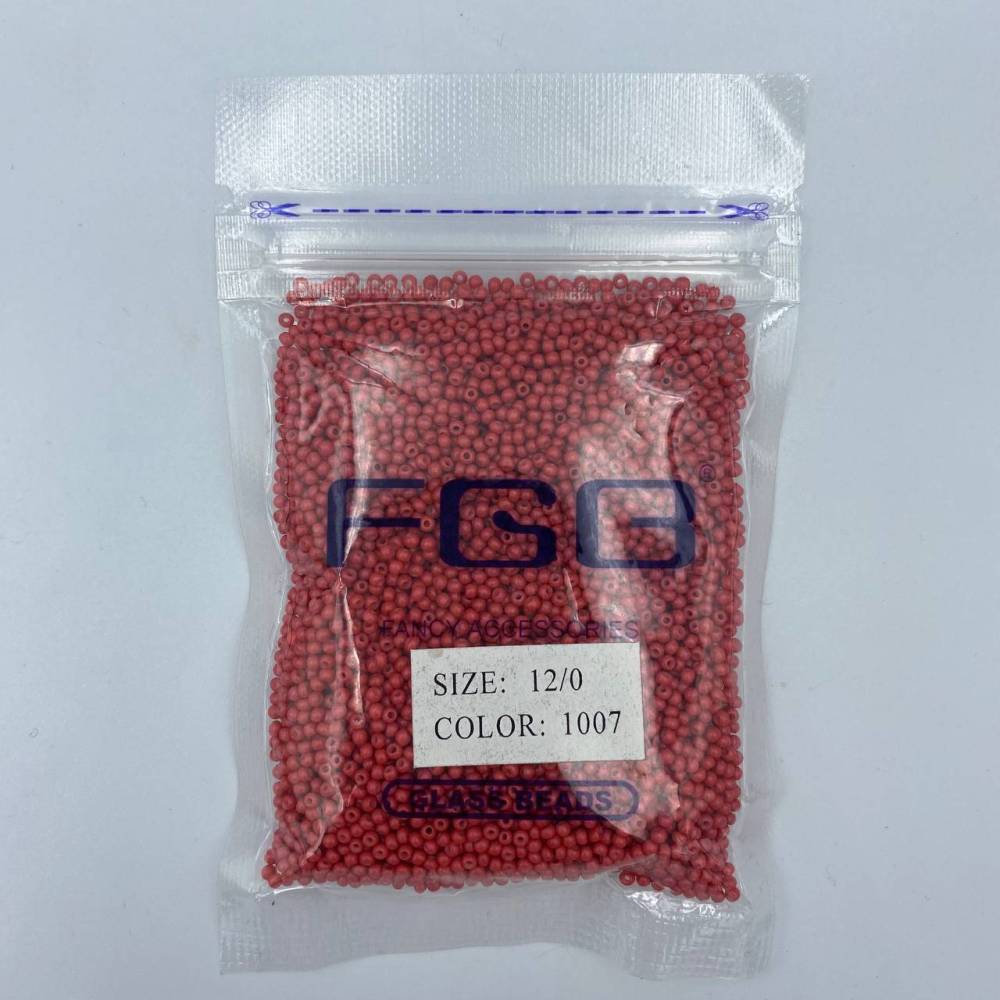 FGB®
FANCY ACCESSORIES
SIZE: 12/0
COLOR: 1007
GLASS BEADS